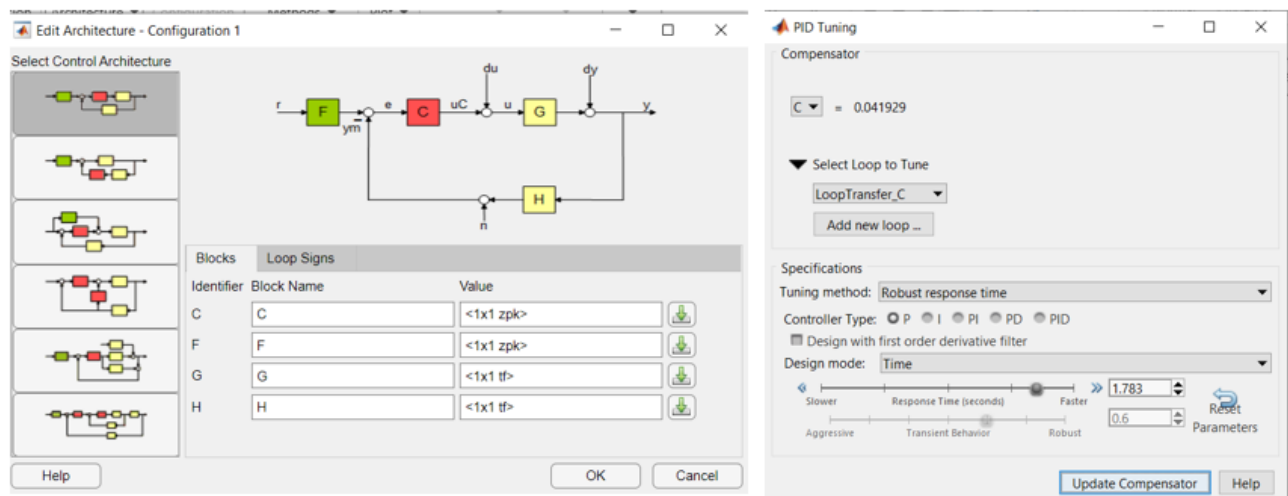 Edit Architecture - Configuration 1
Select Control Architecture
du
dy
r
F
e
C
uC
u
G
y
ym
H
n
Blocks Loop Signs
Identifier Block Name Value
C C <1x1 zpk>
F F <1x1 zpk>
G G <1x1 tf>
H H <1x1 tf>
Help OK Cancel
PID Tuning
Compensator
C = 0.041929
Select Loop to Tune
LoopTransfer_C
Add new loop ...
Specifications
Tuning method: Robust response time
Controller Type: P I PI PD PID
Design with first order derivative filter
Design mode: Time
1.783
Slower Response Time (seconds) Faster
0.6
Reset
Parameters
Aggressive Transient Behavior Robust
Update Compensator Help